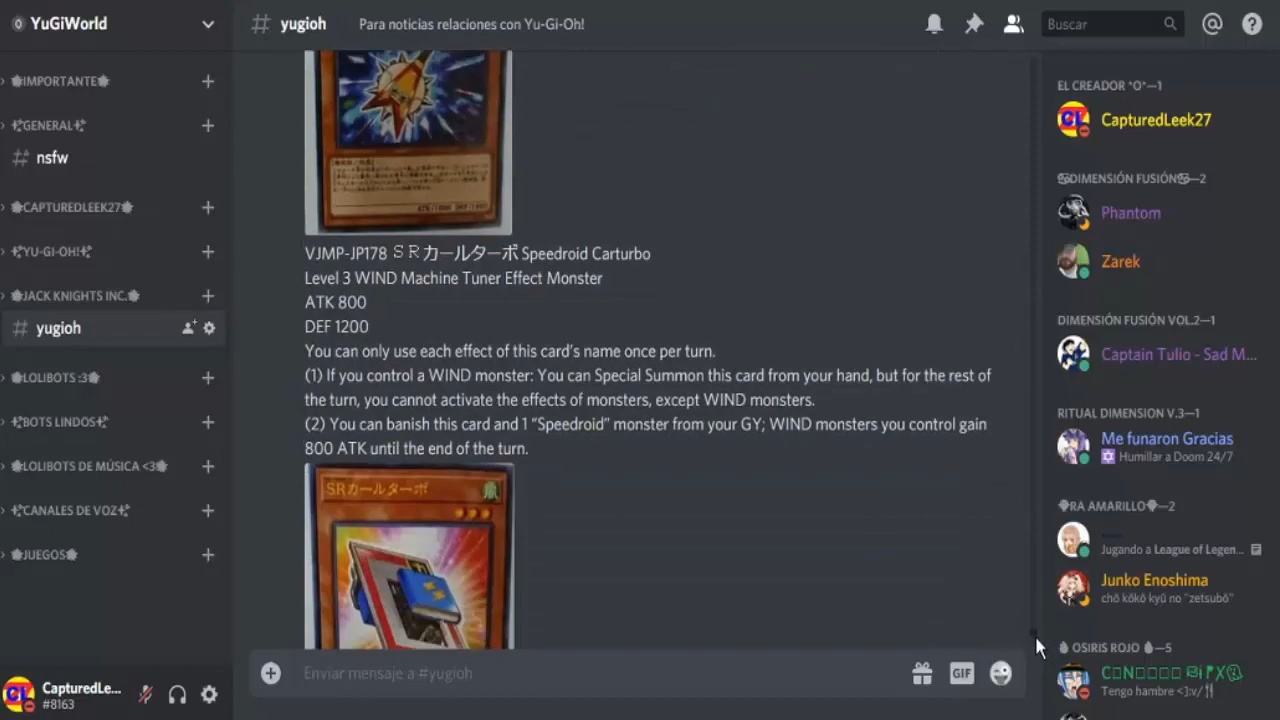 YuGiWorld
IMPORTANTE
GENERAL
nsfw
CAPTUREDLEEK27
YU-GI-OH!
JACK KNIGHTS INC.
yugioh
LOLIBOTS :3
BOTS LINDOS
LOLIBOTS DE MÚSICA <3
CANALES DE VOZ
JUEGOS
CapturedLe...
#8163
# yugioh
Para noticias relaciones con Yu-Gi-Oh!
Buscar
VJMP-JP178 ＳＲカールターボ Speedroid Carturbo
Level 3 WIND Machine Tuner Effect Monster
ATK 800
DEF 1200
You can only use each effect of this card’s name once per turn.
(1) If you control a WIND monster: You can Special Summon this card from your hand, but for the rest of
the turn, you cannot activate the effects of monsters, except WIND monsters.
(2) You can banish this card and 1 “Speedroid” monster from your GY; WIND monsters you control gain
800 ATK until the end of the turn.
SRカールターボ
Enviar mensaje a #yugioh
GIF
EL CREADOR *O*—1
CapturedLeek27
DIMENSIÓN FUSIÓN—2
Phantom
Zarek
DIMENSIÓN FUSIÓN VOL.2—1
Captain Tulio - Sad M...
RITUAL DIMENSION V.3—1
Me funaron Gracias
Humillar a Doom 24/7
RA AMARILLO—2
Jugando a League of Legen...
Junko Enoshima
chō kōkō kyū no "zetsubō"
OSIRIS ROJO—5
Tengo hambre <]:v/